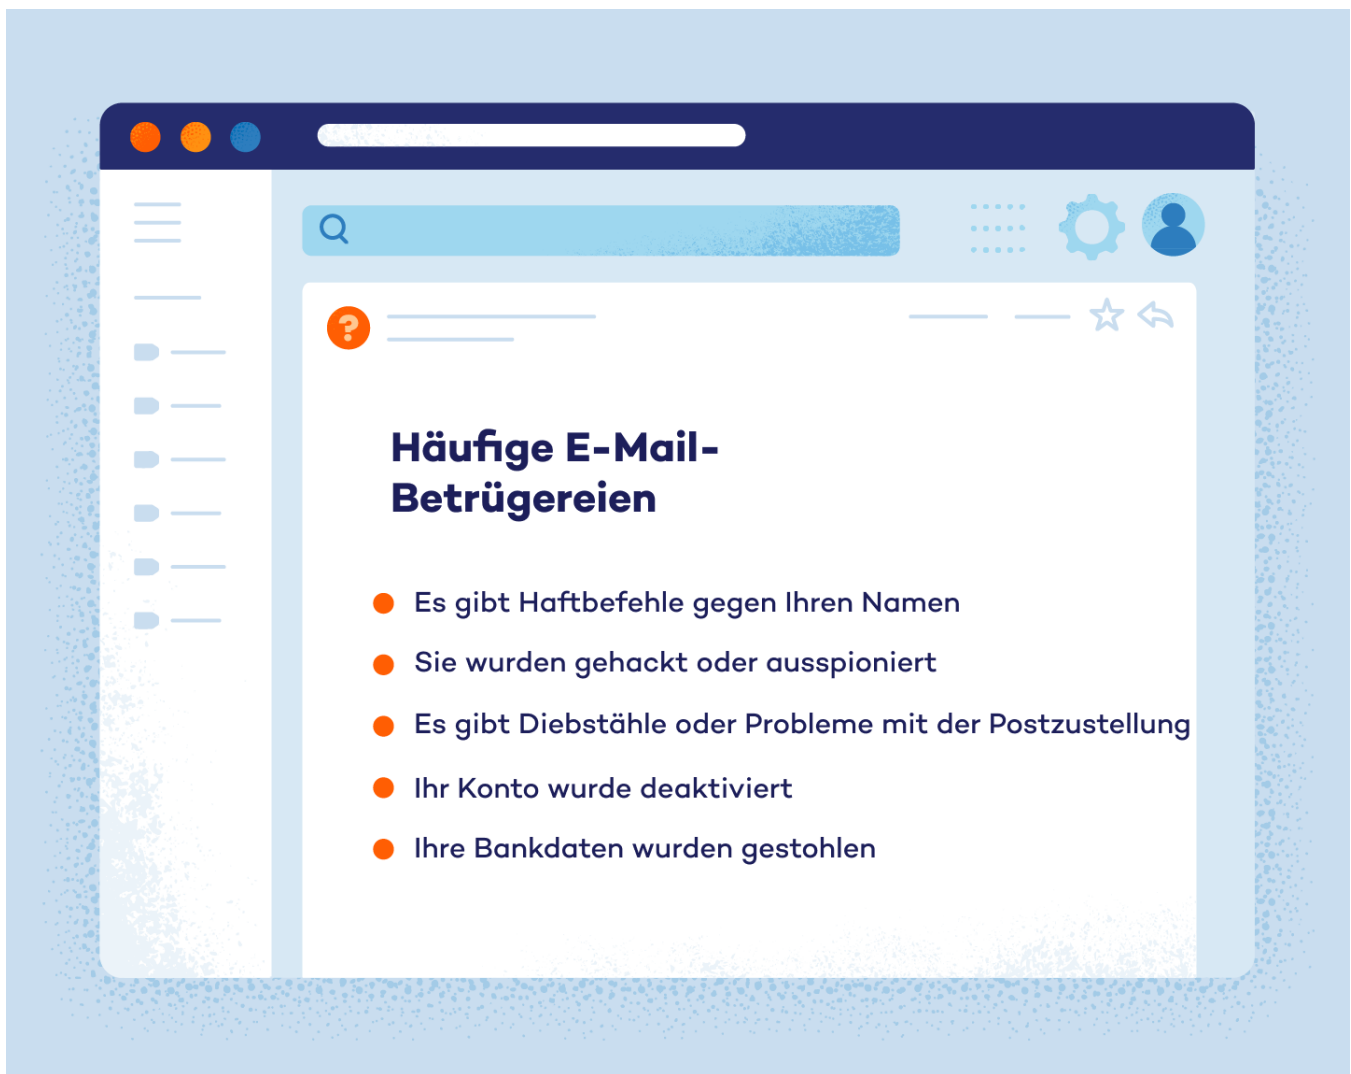 ?
Häufige E-Mail-
Betrügereien
Es gibt Haftbefehle gegen Ihren Namen
Sie wurden gehackt oder ausspioniert
Es gibt Diebstähle oder Probleme mit der Postzustellung
Ihr Konto wurde deaktiviert
Ihre Bankdaten wurden gestohlen